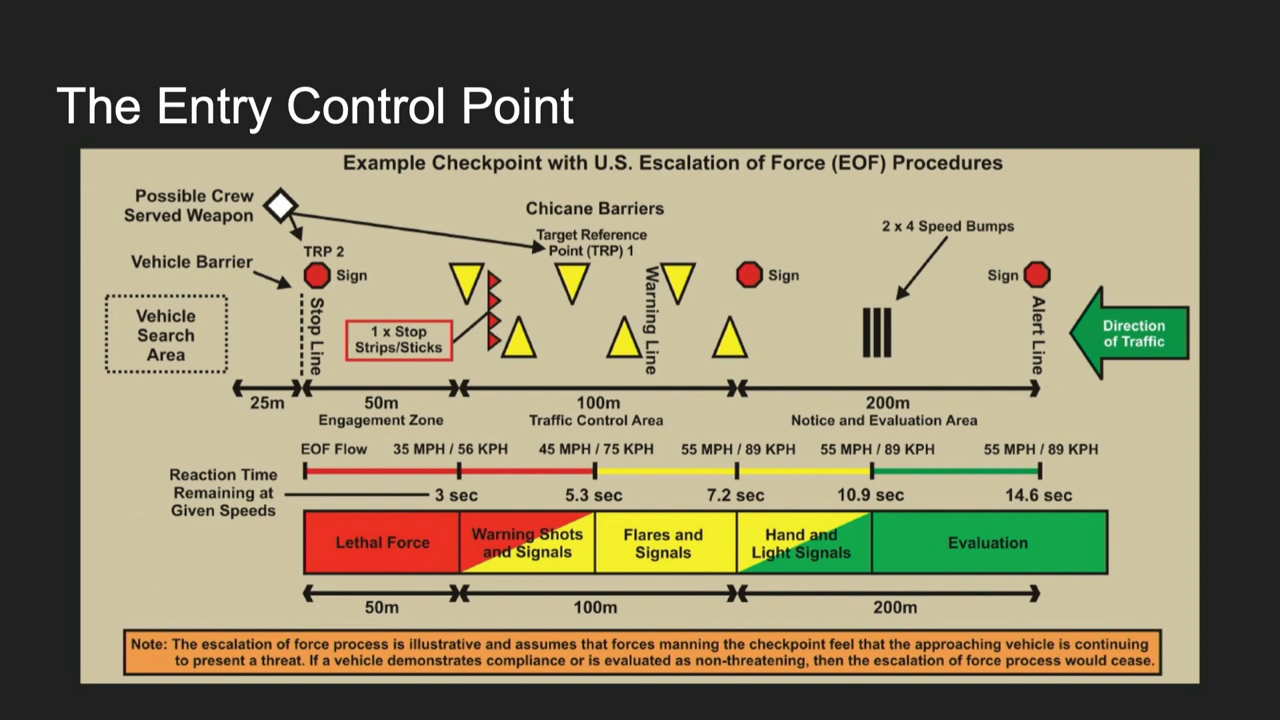 The Entry Control Point
Example Checkpoint with U.S. Escalation of Force (EOF) Procedures
Possible Crew
Served Weapon
Chicane Barriers
Target Reference
Point (TRP) 1
2 x 4 Speed Bumps
TRP 2
Vehicle Barrier
Sign
Sign
Sign
Vehicle
Search
Area
Stop Line
1 x Stop
Strips/Sticks
Warning Line
Alert Line
Direction
of Traffic
25m
50m
100m
200m
Engagement Zone
Traffic Control Area
Notice and Evaluation Area
EOF Flow
35 MPH / 56 KPH
45 MPH / 75 KPH
55 MPH / 89 KPH
55 MPH / 89 KPH
55 MPH / 89 KPH
Reaction Time
Remaining at
Given Speeds
3 sec
5.3 sec
7.2 sec
10.9 sec
14.6 sec
Lethal Force
Warning Shots
and Signals
Flares and
Signals
Hand and
Light Signals
Evaluation
50m
100m
200m
Note: The escalation of force process is illustrative and assumes that forces manning the checkpoint feel that the approaching vehicle is continuing
to present a threat. If a vehicle demonstrates compliance or is evaluated as non-threatening, then the escalation of force process would cease.